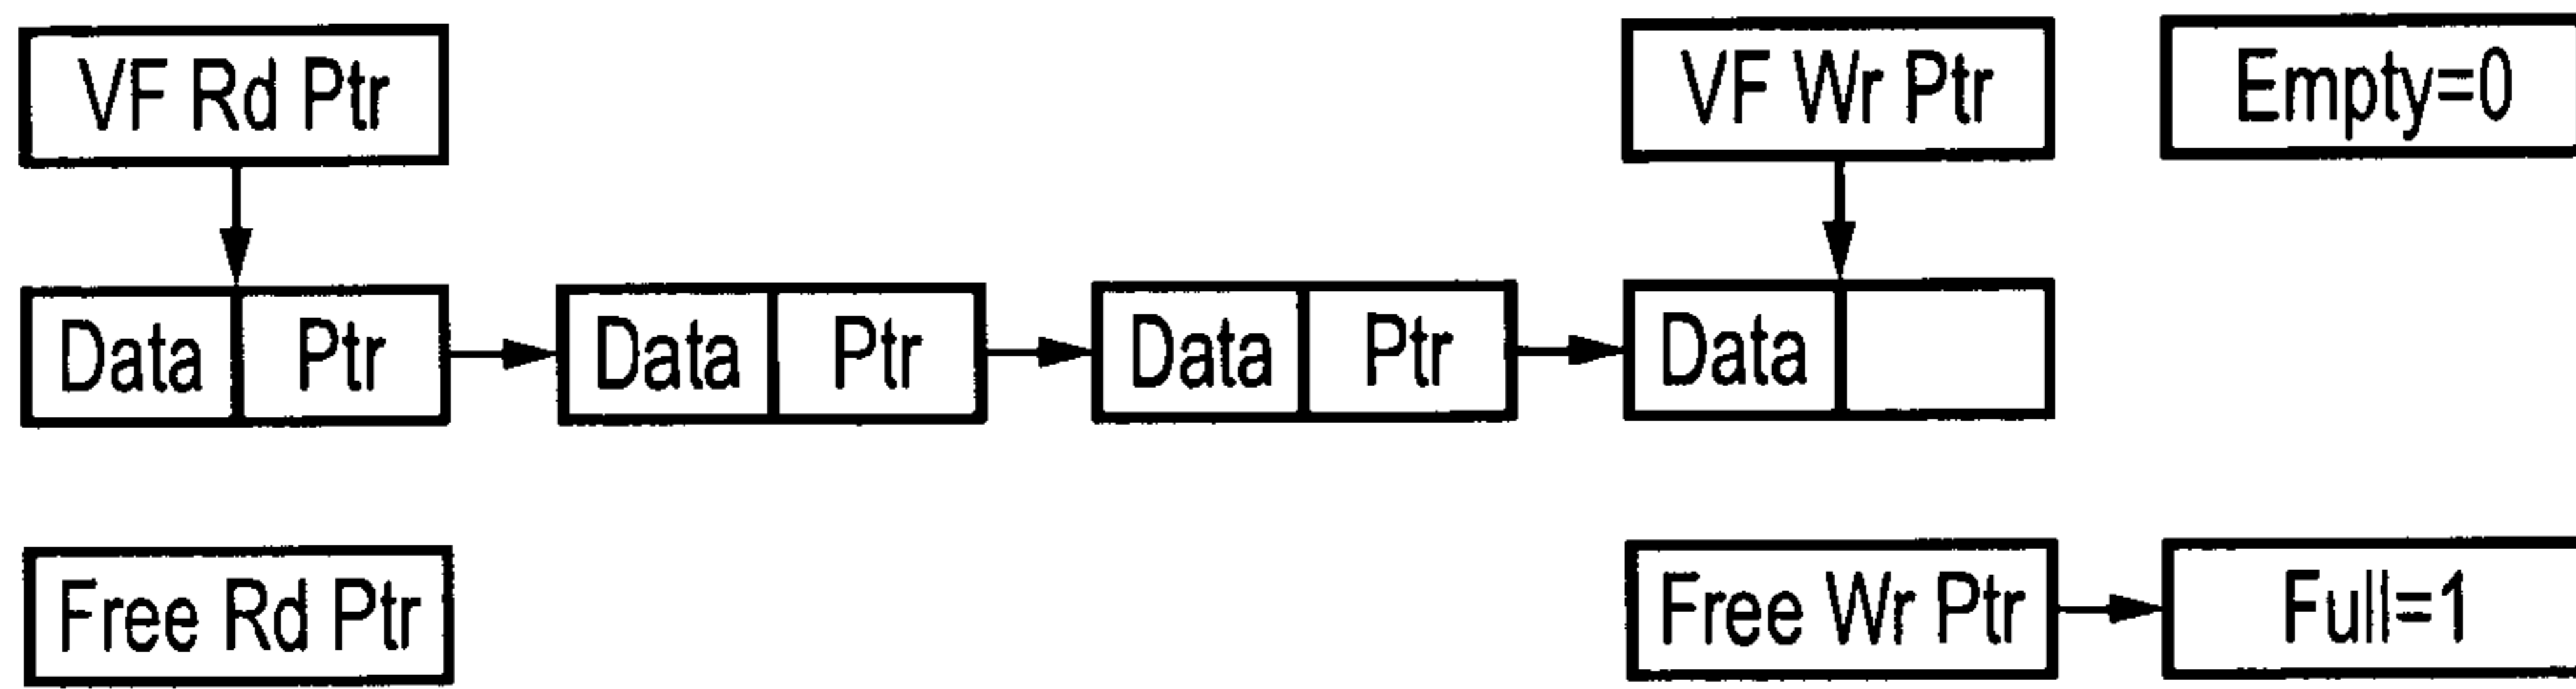 VF Rd Ptr VF Wr Ptr Empty=0
Data Ptr Data Ptr Data Ptr Data
Free Rd Ptr Free Wr Ptr Full=1